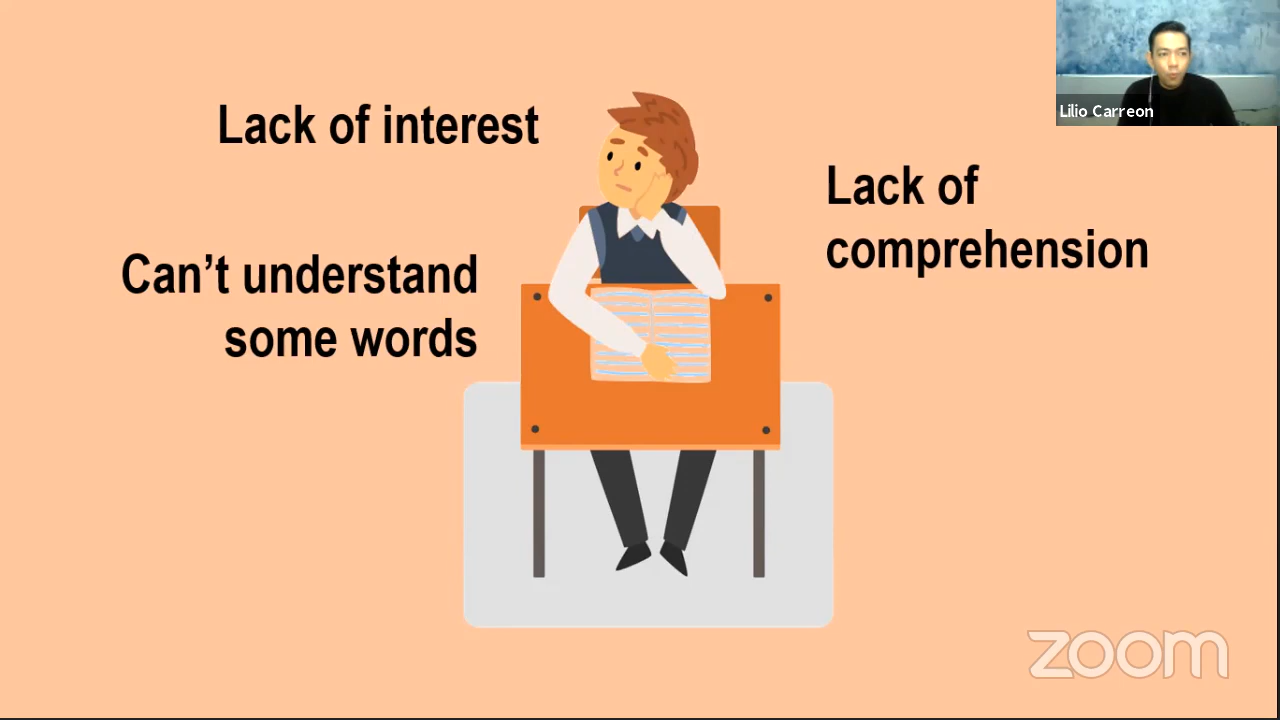 Lilio Carreon
Lack of interest
Lack of
comprehension
Can’t understand
some words
zoom